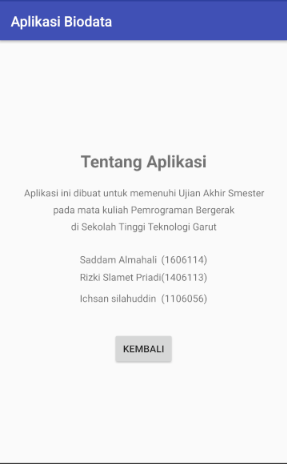 Aplikasi Biodata
Tentang Aplikasi
Aplikasi ini dibuat untuk memenuhi Ujian Akhir Smester
pada mata kuliah Pemrograman Bergerak
di Sekolah Tinggi Teknologi Garut
Saddam Almahali (1606114)
Rizki Slamet Priadi(1406113)
Ichsan silahuddin (1106056)
KEMBALI